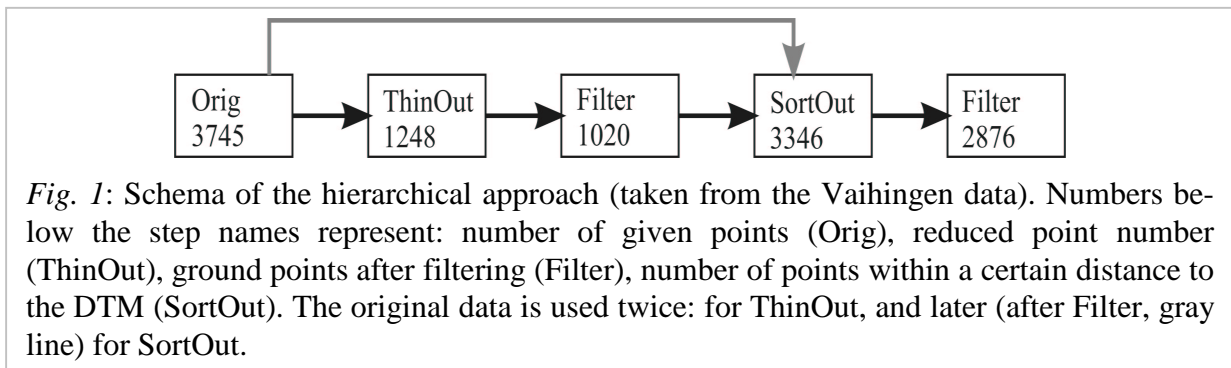 Orig ThinOut Filter SortOut Filter
3745 1248 1020 3346 2876
Fig. 1: Schema of the hierarchical approach (taken from the Vaihingen data). Numbers be-
low the step names represent: number of given points (Orig), reduced point number
(ThinOut), ground points after filtering (Filter), number of points within a certain distance to
the DTM (SortOut). The original data is used twice: for ThinOut, and later (after Filter, gray
line) for SortOut.